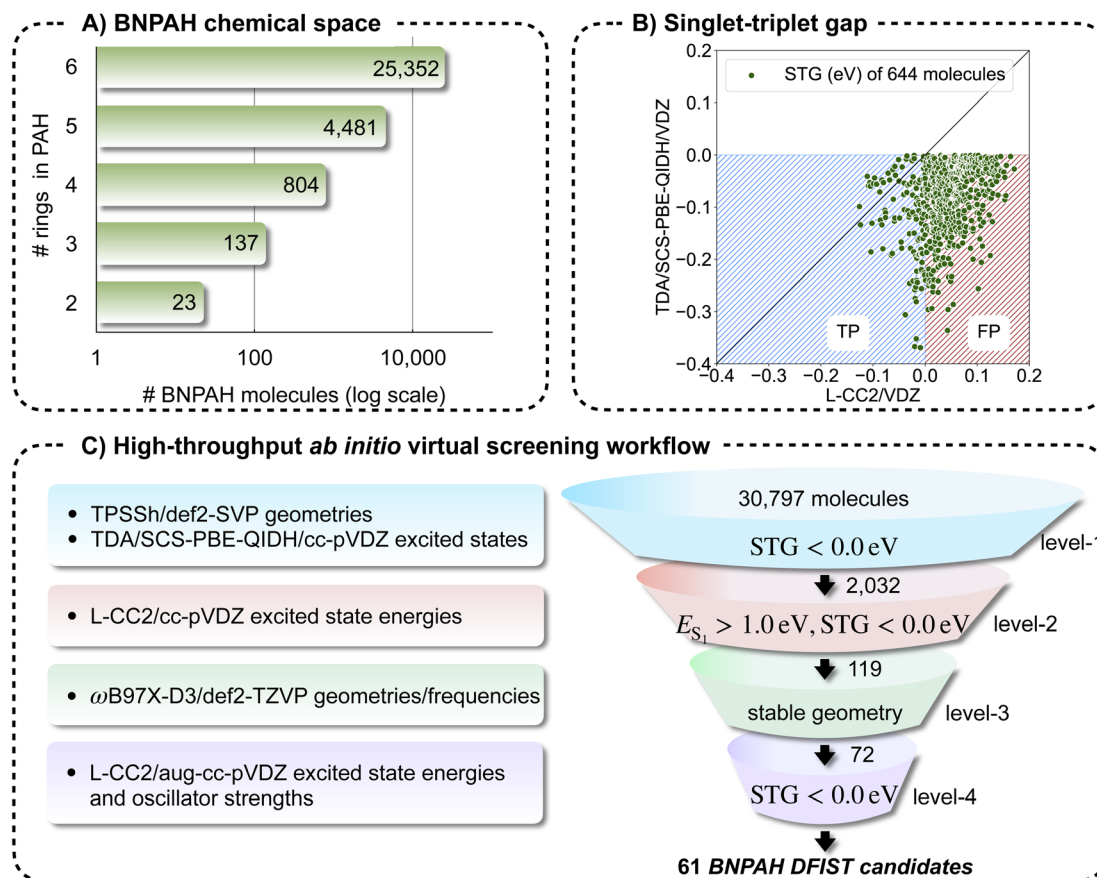 A) BNPAH chemical space
# rings in PAH
6
25,352
5
4,481
4
804
3
137
2
23
1
100
10,000
# BNPAH molecules (log scale)
B) Singlet-triplet gap
TDA/SCS-PBE-QIDH/VDZ
0.2
0.1
0.0
−0.1
−0.2
−0.3
−0.4
STG (eV) of 644 molecules
TP
FP
−0.4
−0.3
−0.2
−0.1
0.0
0.1
0.2
L-CC2/VDZ
C) High-throughput ab initio virtual screening workflow
• TPSSh/def2-SVP geometries
• TDA/SCS-PBE-QIDH/cc-pVDZ excited states
• L-CC2/cc-pVDZ excited state energies
• ωB97X-D3/def2-TZVP geometries/frequencies
• L-CC2/aug-cc-pVDZ excited state energies
and oscillator strengths
30,797 molecules
STG < 0.0 eV
level-1
2,032
E_S₁ > 1.0 eV, STG < 0.0 eV
level-2
119
stable geometry
level-3
72
STG < 0.0 eV
level-4
61 BNPAH DFIST candidates